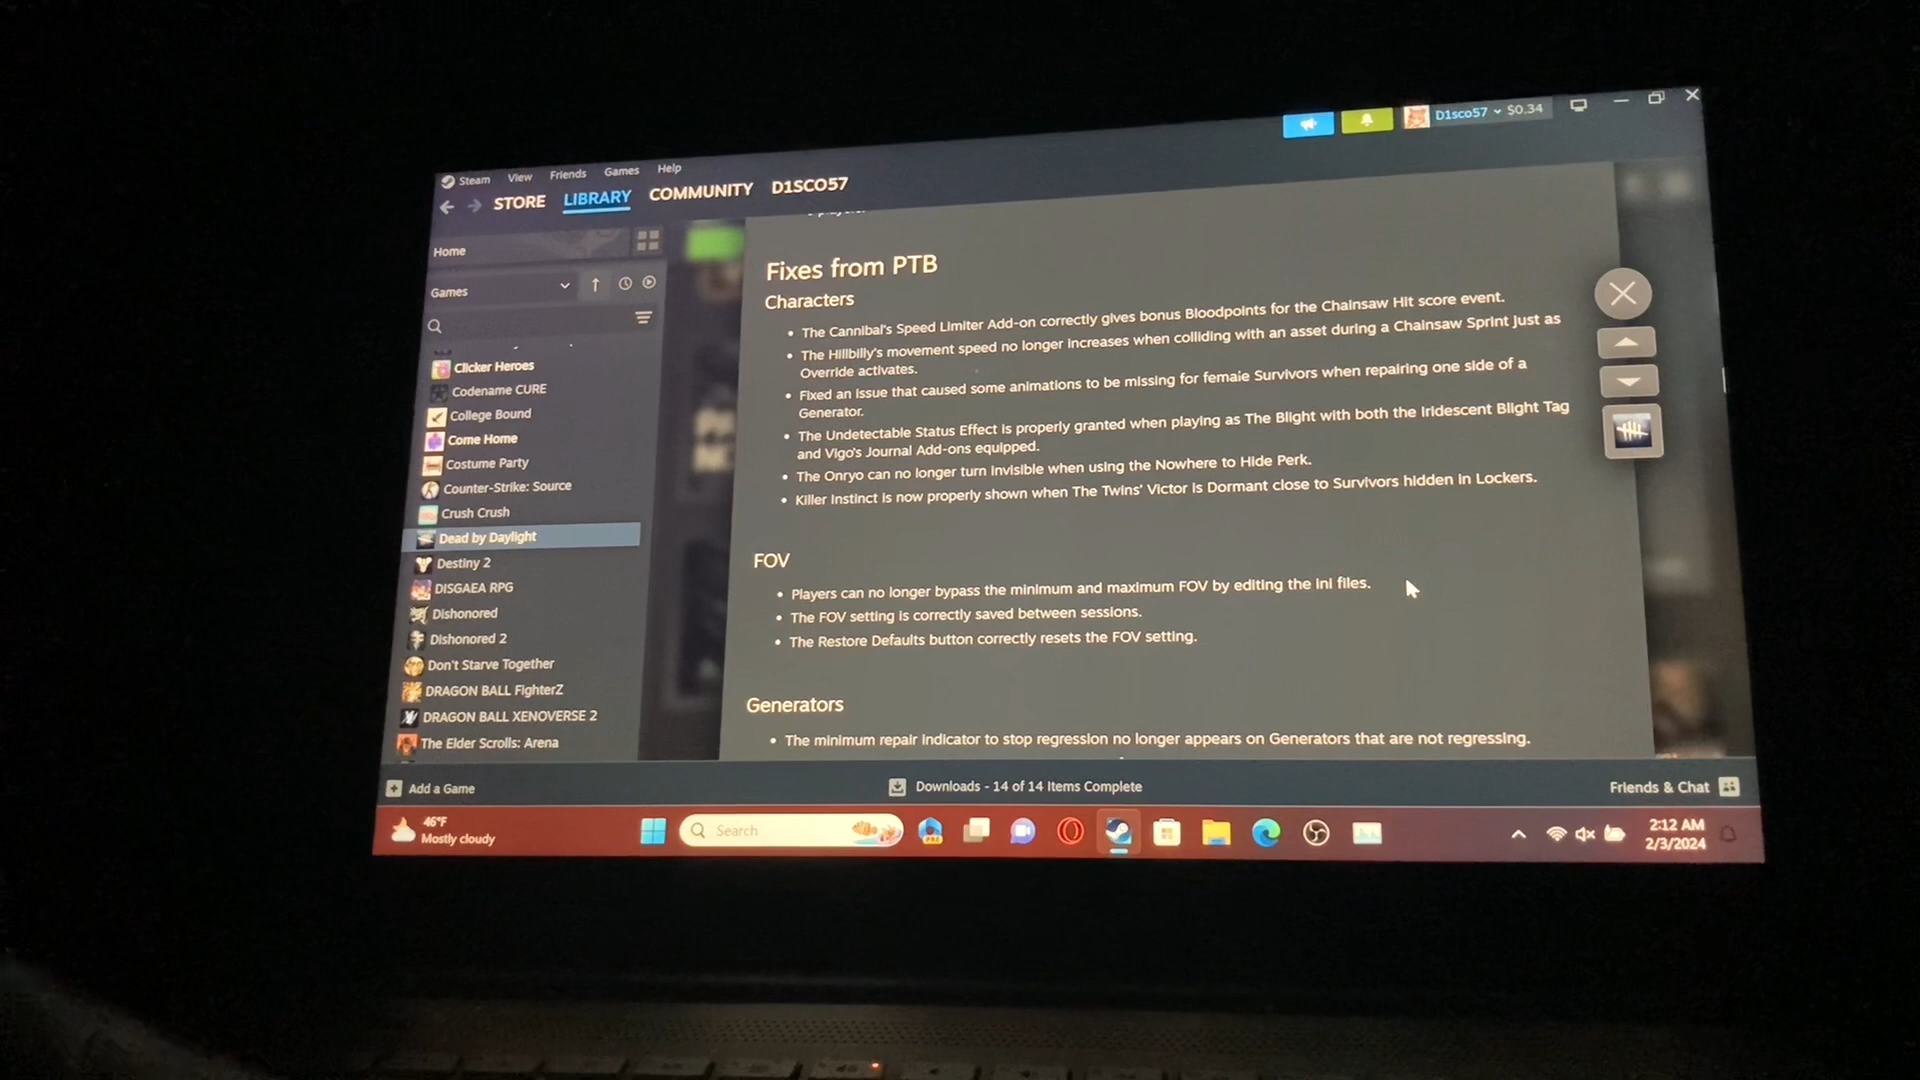 D1sco57 $0.34
Steam View Friends Games Help
STORE LIBRARY COMMUNITY D1SCO57
Home
Games
Clicker Heroes
Codename CURE
College Bound
Come Home
Costume Party
Counter-Strike: Source
Crush Crush
Dead by Daylight
Destiny 2
DISGAEA RPG
Dishonored
Dishonored 2
Don't Starve Together
DRAGON BALL FighterZ
DRAGON BALL XENOVERSE 2
The Elder Scrolls: Arena
Fixes from PTB
Characters
• The Cannibal's Speed Limiter Add-on correctly gives bonus Bloodpoints for the Chainsaw Hit score event.
• The Hillbilly's movement speed no longer increases when colliding with an asset during a Chainsaw Sprint just as
Override activates.
• Fixed an issue that caused some animations to be missing for female Survivors when repairing one side of a
Generator.
• The Undetectable Status Effect is properly granted when playing as The Blight with both the Iridescent Blight Tag
and Vigo's Journal Add-ons equipped.
• The Onryo can no longer turn invisible when using the Nowhere to Hide Perk.
• Killer Instinct is now properly shown when The Twins' Victor is Dormant close to Survivors hidden in Lockers.
FOV
• Players can no longer bypass the minimum and maximum FOV by editing the ini files.
• The FOV setting is correctly saved between sessions.
• The Restore Defaults button correctly resets the FOV setting.
Generators
• The minimum repair indicator to stop regression no longer appears on Generators that are not regressing.
Add a Game
Downloads - 14 of 14 Items Complete
Friends & Chat
46°F
Mostly cloudy
Search
PRE
2:12 AM
2/3/2024